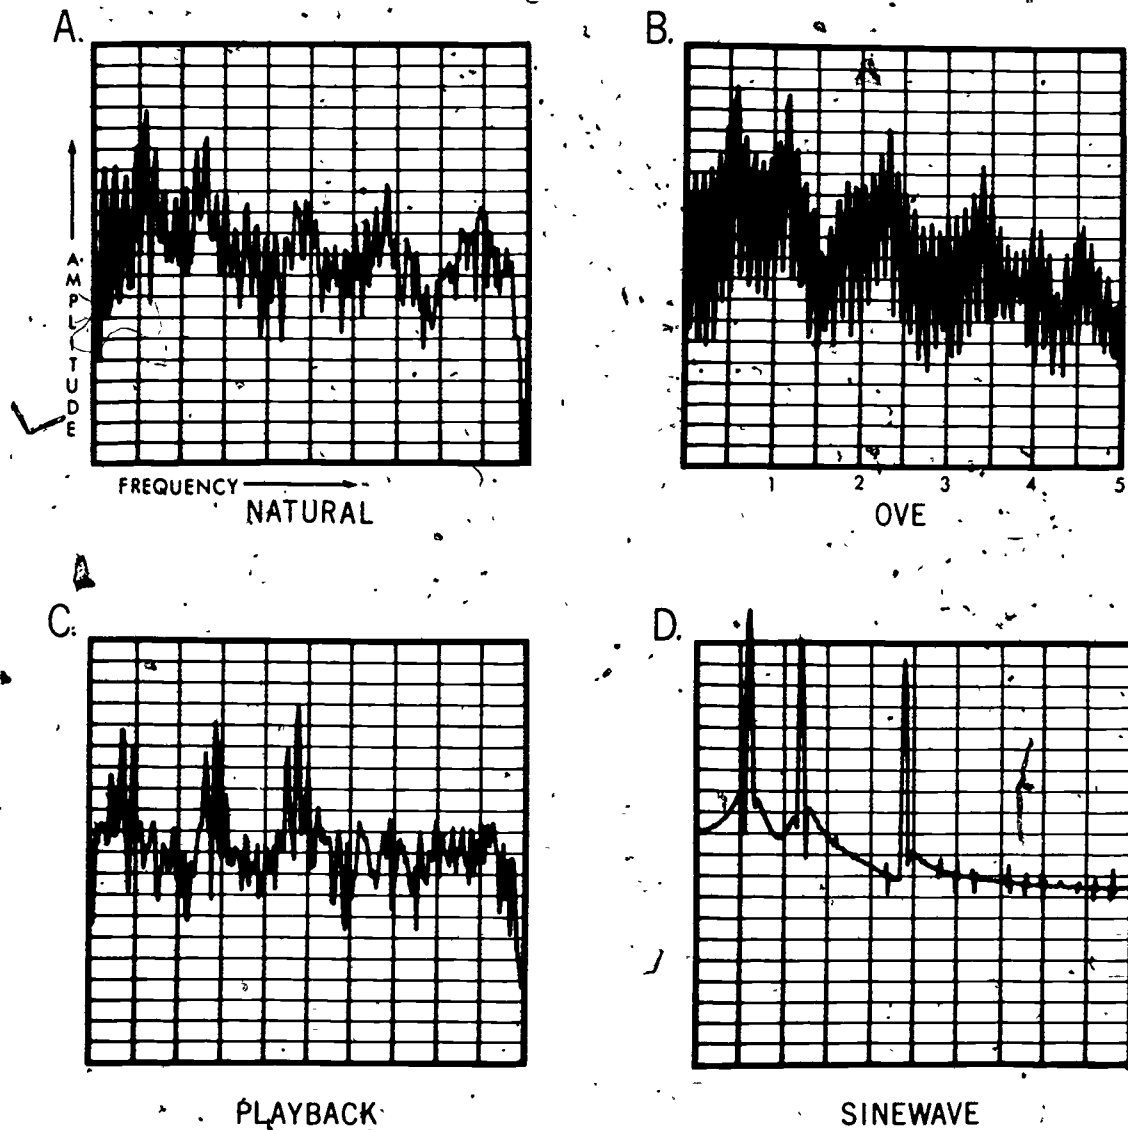 A.
B.
AMPLITUDE
FREQUENCY
1 2 3 4 5
NATURAL
OVE
C.
D.
PLAYBACK
SINEWAVE